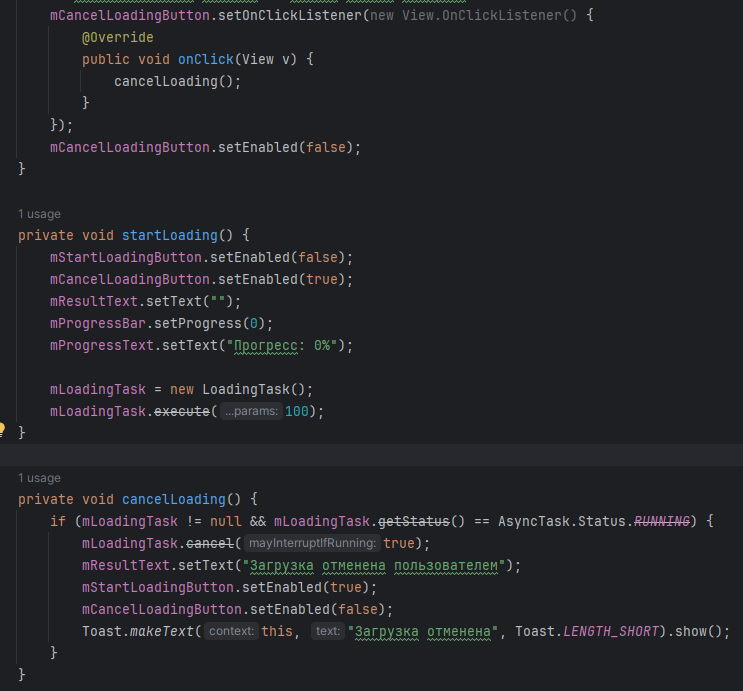 mCancelLoadingButton.setOnClickListener(new View.OnClickListener() {
@Override
public void onClick(View v) {
cancelLoading();
}
});
mCancelLoadingButton.setEnabled(false);
}
1 usage
private void startLoading() {
mStartLoadingButton.setEnabled(false);
mCancelLoadingButton.setEnabled(true);
mResultText.setText("");
mProgressBar.setProgress(0);
mProgressText.setText("Прогресс: 0%");
mLoadingTask = new LoadingTask();
mLoadingTask.execute( ...params: 100);
}
1 usage
private void cancelLoading() {
if (mLoadingTask != null && mLoadingTask.getStatus() == AsyncTask.Status.RUNNING) {
mLoadingTask.cancel( mayInterruptIfRunning: true);
mResultText.setText("Загрузка отменена пользователем");
mStartLoadingButton.setEnabled(true);
mCancelLoadingButton.setEnabled(false);
Toast.makeText( context: this, text: "Загрузка отменена", Toast.LENGTH_SHORT).show();
}
}